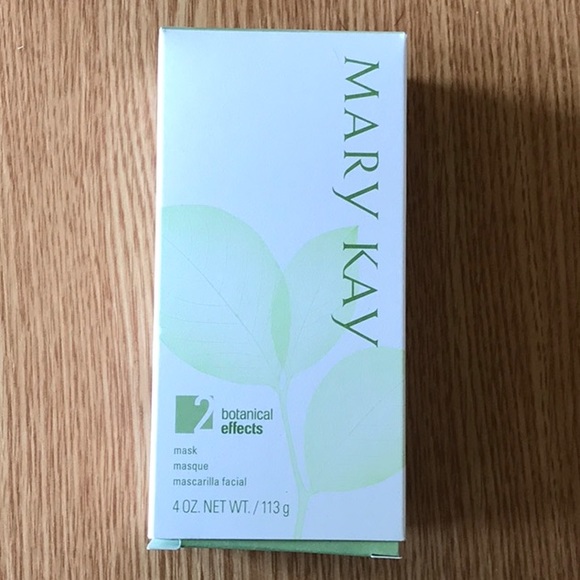 MARY KAY
2
botanical
effects
mask
masque
mascarilla facial
4 OZ. NET WT. / 113 g